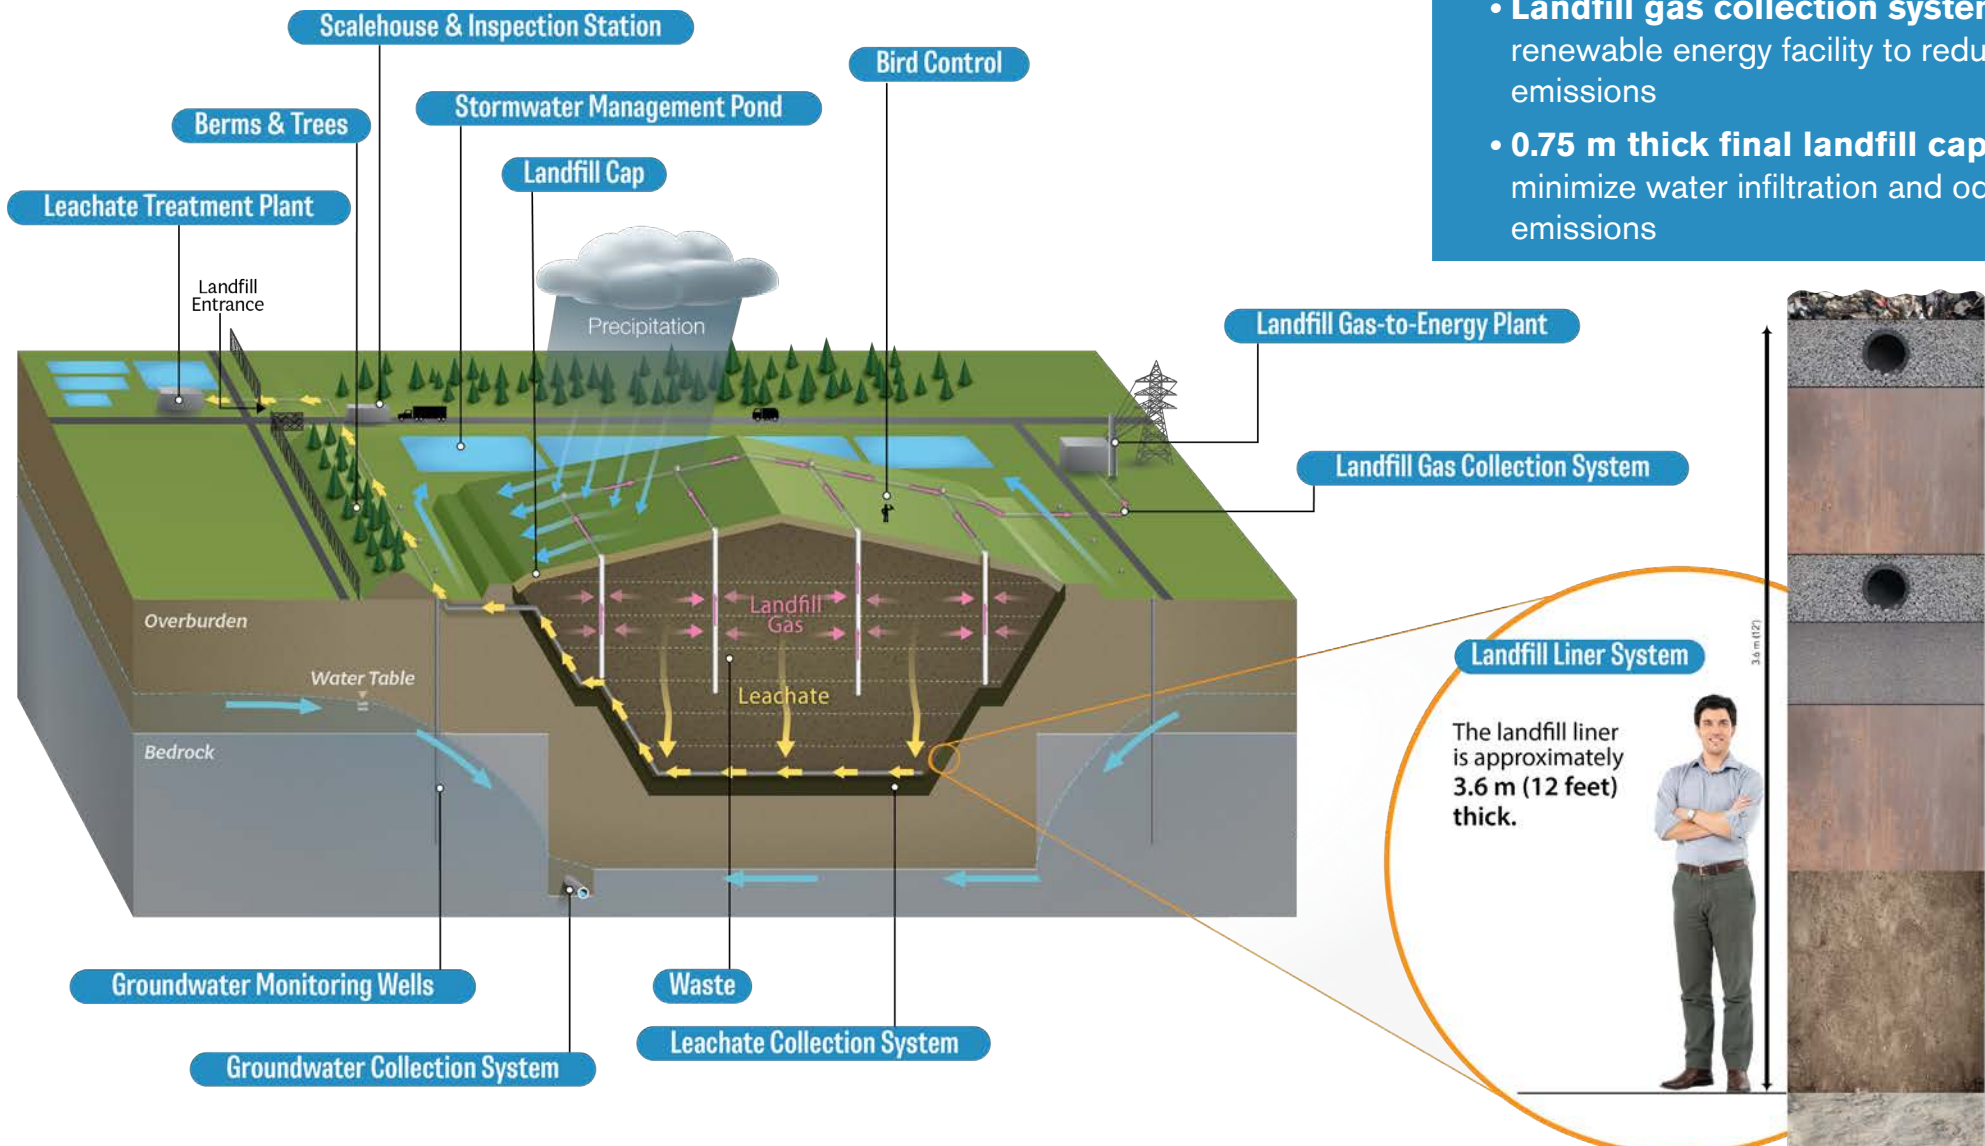 Scalehouse & Inspection Station
Bird Control
Stormwater Management Pond
Berms & Trees
Landfill Cap
Leachate Treatment Plant
Landfill
Entrance
Precipitation
• Landfill gas collection
renewable energy facility to
emissions
• 0.75 m thick final landfill cap
minimize water infiltration and
emissions
Landfill Gas-to-Energy Plant
Landfill Gas Collection System
Overburden
Water Table
Bedrock
Landfill
Gas
Leachate
Landfill Liner System
3.6 m (12')
The landfill liner
is approximately
3.6 m (12 feet)
thick.
Groundwater Monitoring Wells
Waste
Leachate Collection System
Groundwater Collection System